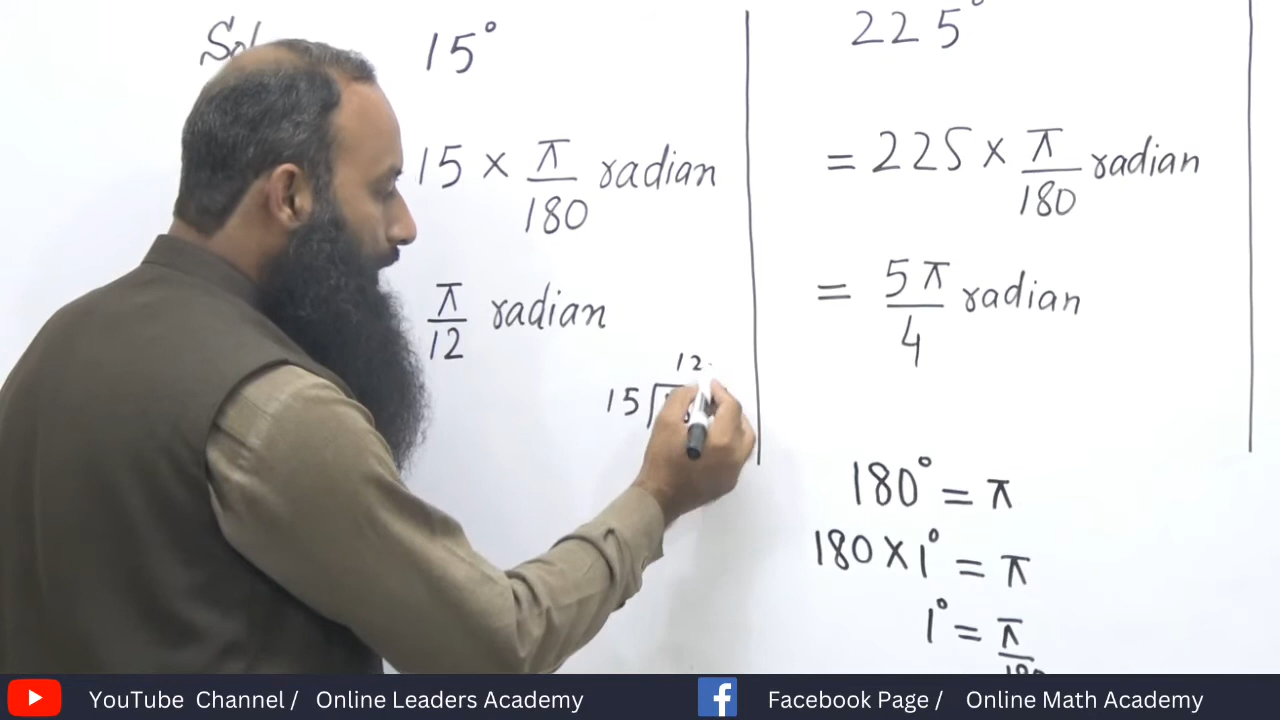 Sol
15°
15 × π/180 radian
π/12 radian
12
15
225°
= 225 × π/180 radian
= 5π/4 radian
180° = π
180 × 1° = π
1° = π/180
YouTube Channel / Online Leaders Academy
Facebook Page / Online Math Academy